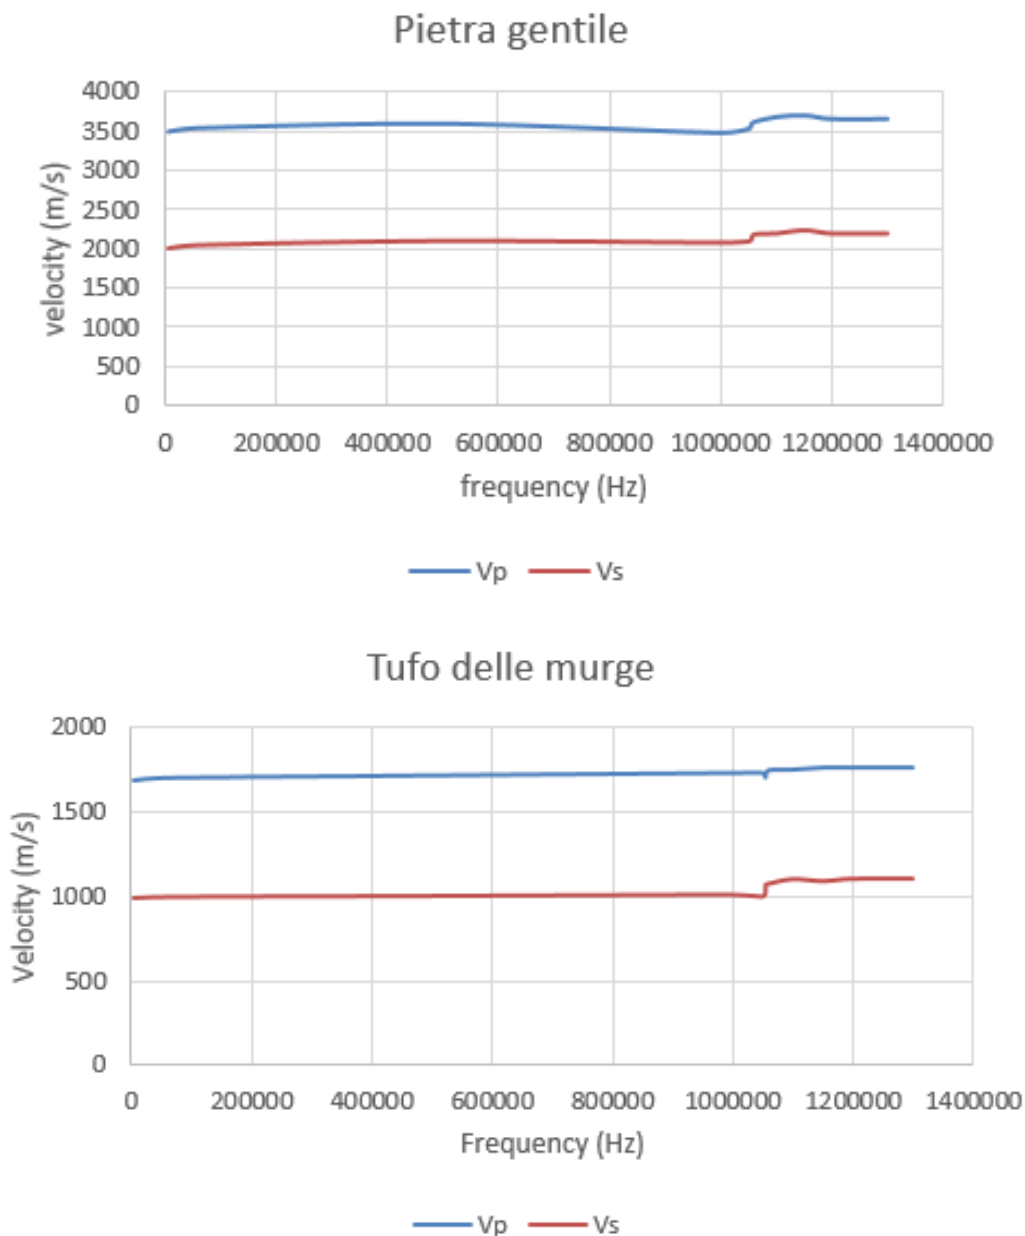 Pietra gentile
4000
3500
3000
2500
2000
1500
1000
500
0
velocity (m/s)
0 200000 400000 600000 800000 1000000 1200000 1400000
frequency (Hz)
Vp Vs
Tufo delle murge
2000
1500
1000
500
0
Velocity (m/s)
0 200000 400000 600000 800000 1000000 1200000 1400000
Frequency (Hz)
Vp Vs